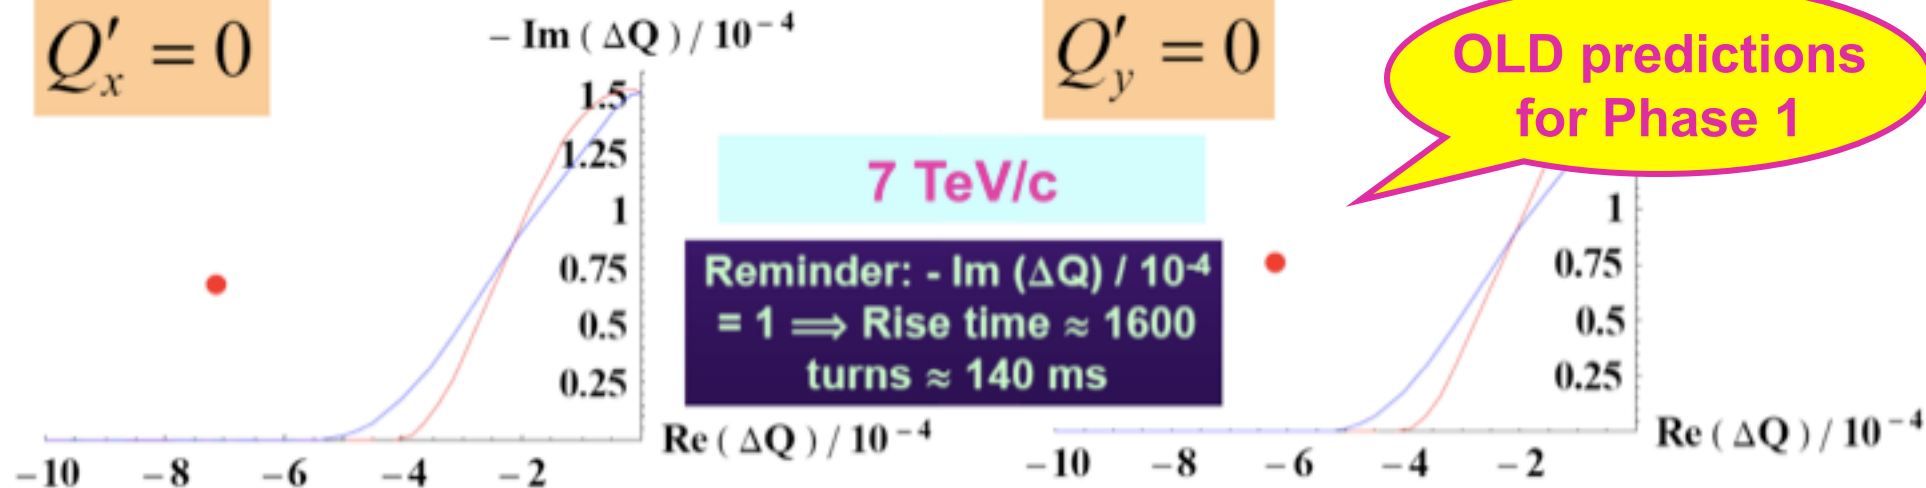 Q′x = 0
− Im ( ΔQ ) / 10⁻⁴
1.5
1.25
1
0.75
0.5
0.25
Re ( ΔQ ) / 10⁻⁴
−10 −8 −6 −4 −2
7 TeV/c
Reminder: - Im (ΔQ) / 10⁻⁴
= 1 ⟹ Rise time ≈ 1600
turns ≈ 140 ms
Q′y = 0
OLD predictions
for Phase 1
1
0.75
0.5
0.25
Re ( ΔQ ) / 10⁻⁴
−10 −8 −6 −4 −2